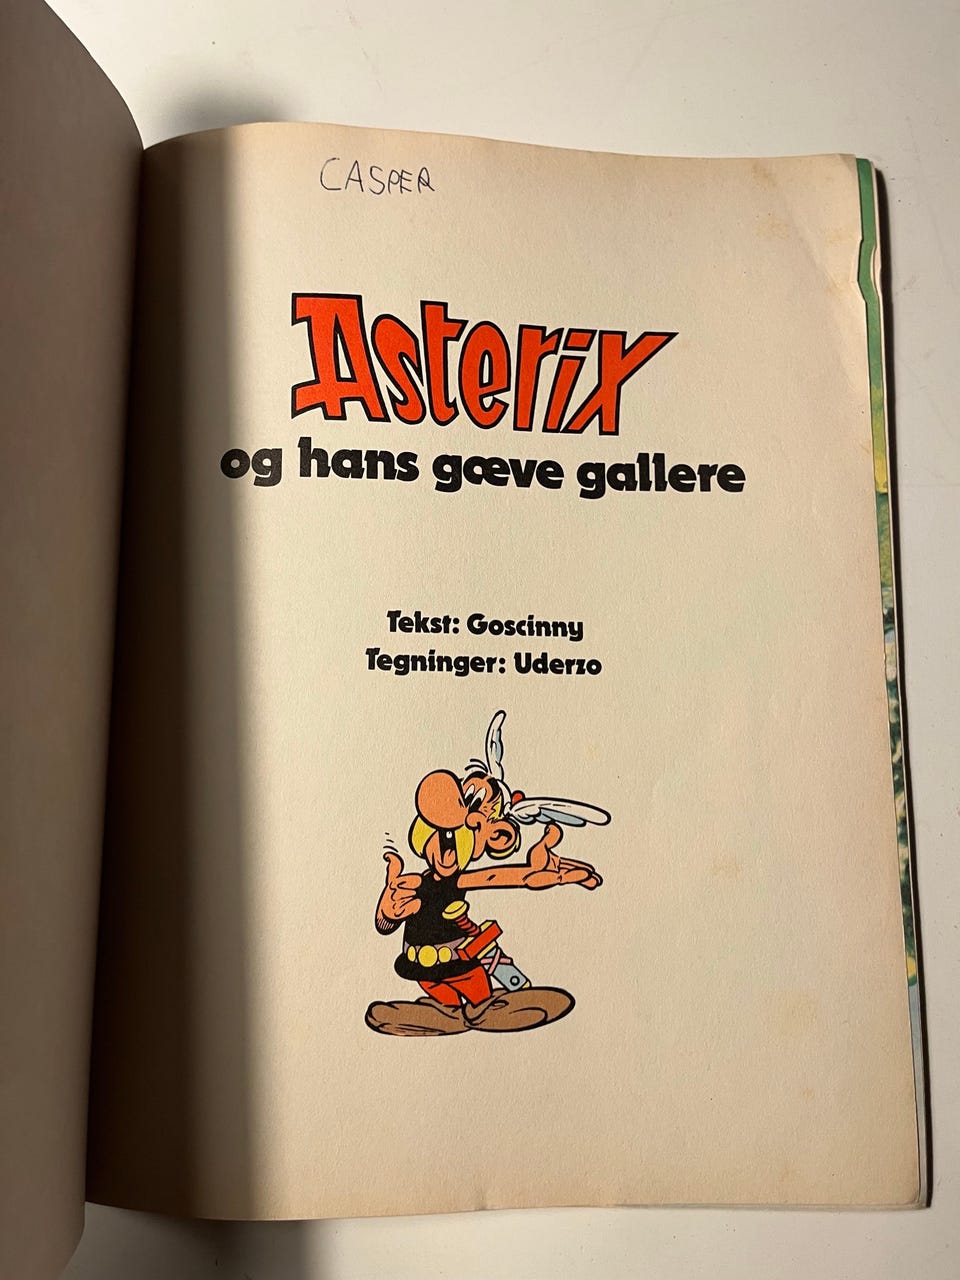 CASPER
Asterix
og hans gæve gallere
Tekst: Goscinny
Tegninger: Uderzo